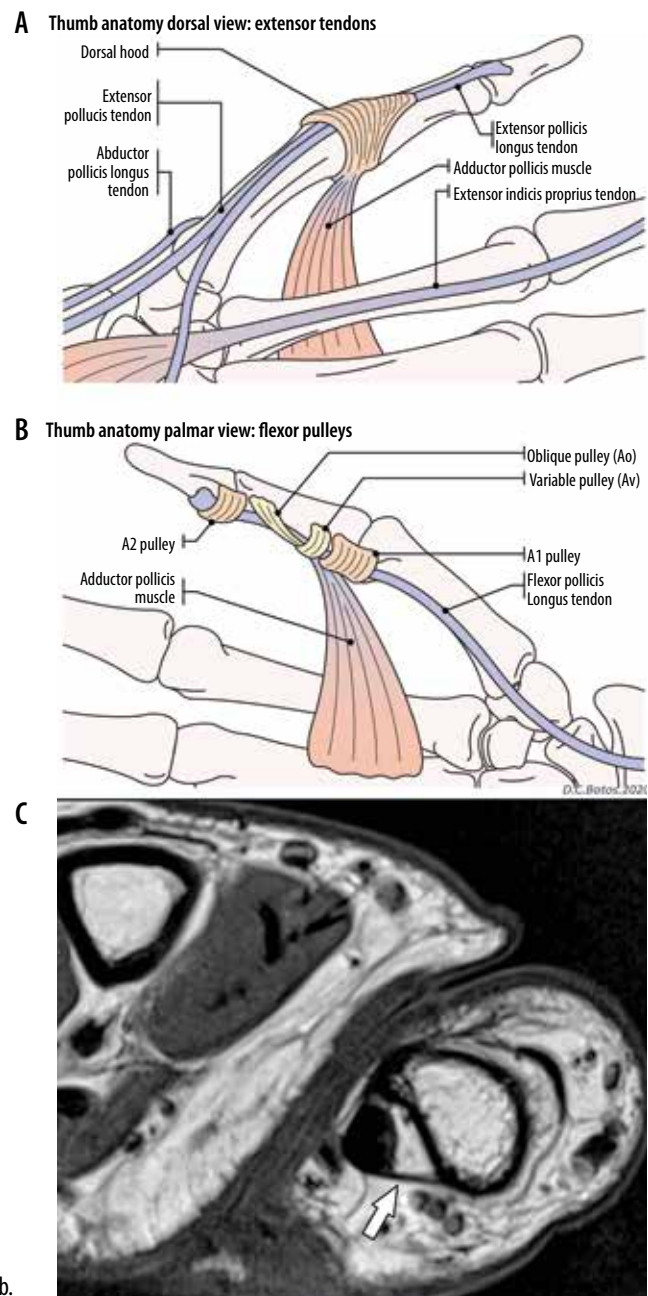 A Thumb anatomy dorsal view: extensor tendons
Dorsal hood
Extensor
pollucis tendon
Abductor
pollicis longus
tendon
Extensor pollicis
longus tendon
Adductor pollicis muscle
Extensor indicis proprius tendon
B Thumb anatomy palmar view: flexor pulleys
Oblique pulley (Ao)
Variable pulley (Av)
A2 pulley
A1 pulley
Adductor pollicis
muscle
Flexor pollicis
Longus tendon
D.C.Botos.2020
C
b.